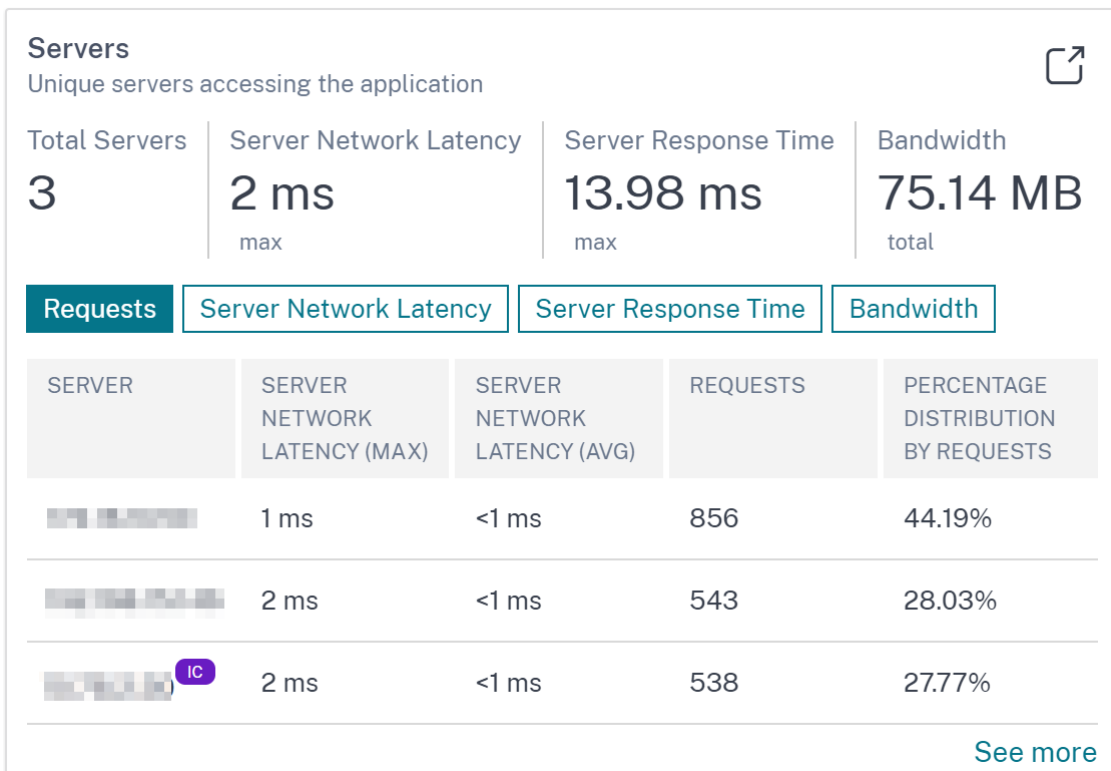 Servers
Unique servers accessing the application
Total Servers
3
Server Network Latency
2 ms
max
Server Response Time
13.98 ms
max
Bandwidth
75.14 MB
total
Requests Server Network Latency Server Response Time Bandwidth
SERVER
SERVER
NETWORK
LATENCY (MAX)
SERVER
NETWORK
LATENCY (AVG)
REQUESTS
PERCENTAGE
DISTRIBUTION
BY REQUESTS
1 ms <1 ms 856 44.19%
2 ms <1 ms 543 28.03%
IC 2 ms <1 ms 538 27.77%
See more